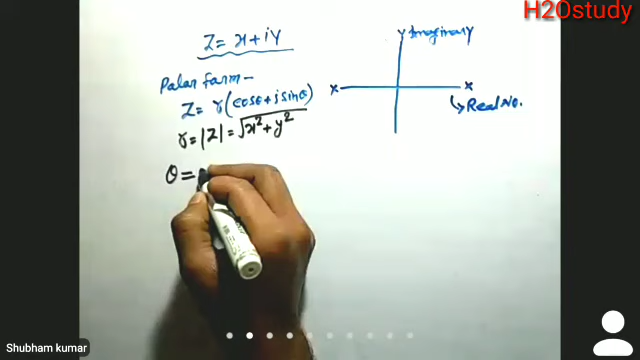 H2Ostudy
Z = x + iy
Y Imaginary
Polar Form -
X X
Z = r(cosθ + i sinθ)
Real No.
r = |Z| = √x² + y²
θ =
Shubham kumar